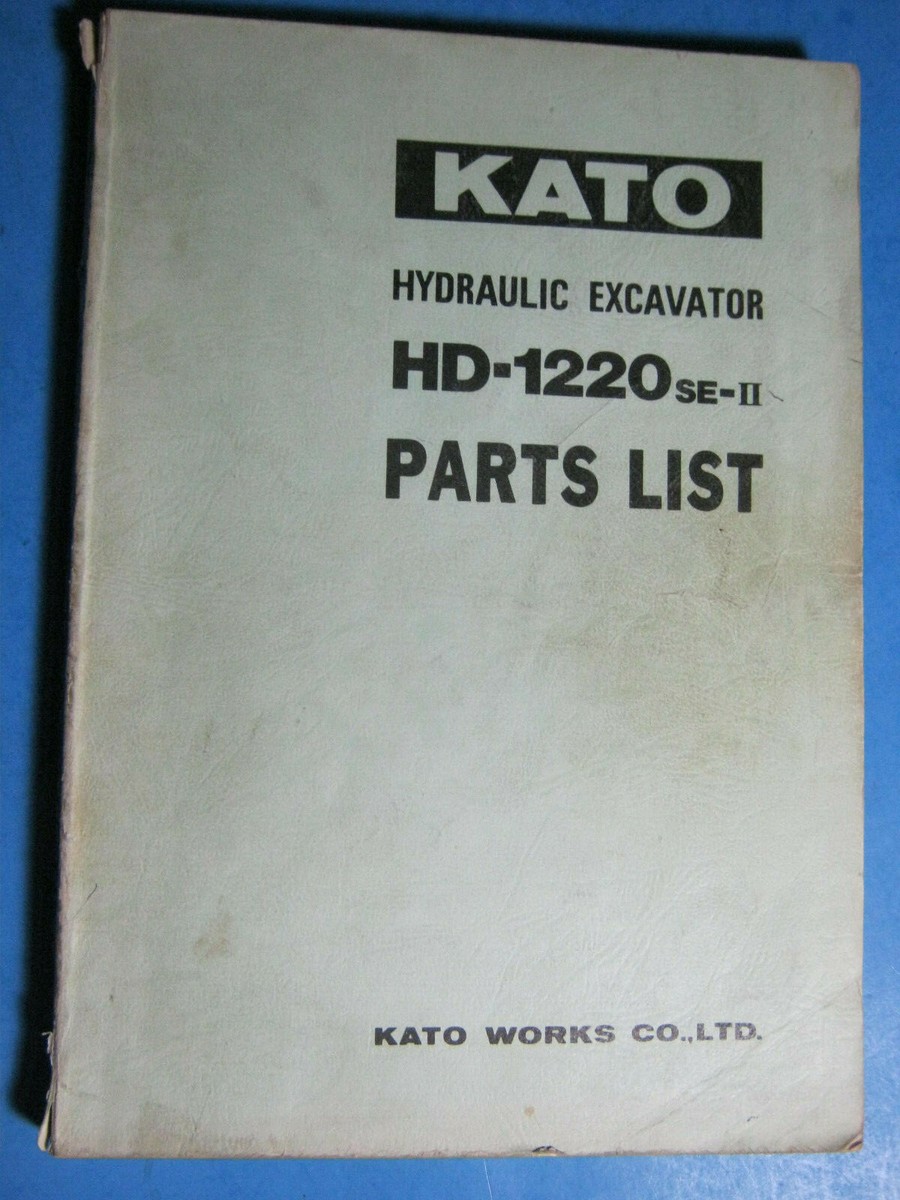 KATO
HYDRAULIC EXCAVATOR
HD-1220SE-II
PARTS LIST
KATO WORKS CO.,LTD.